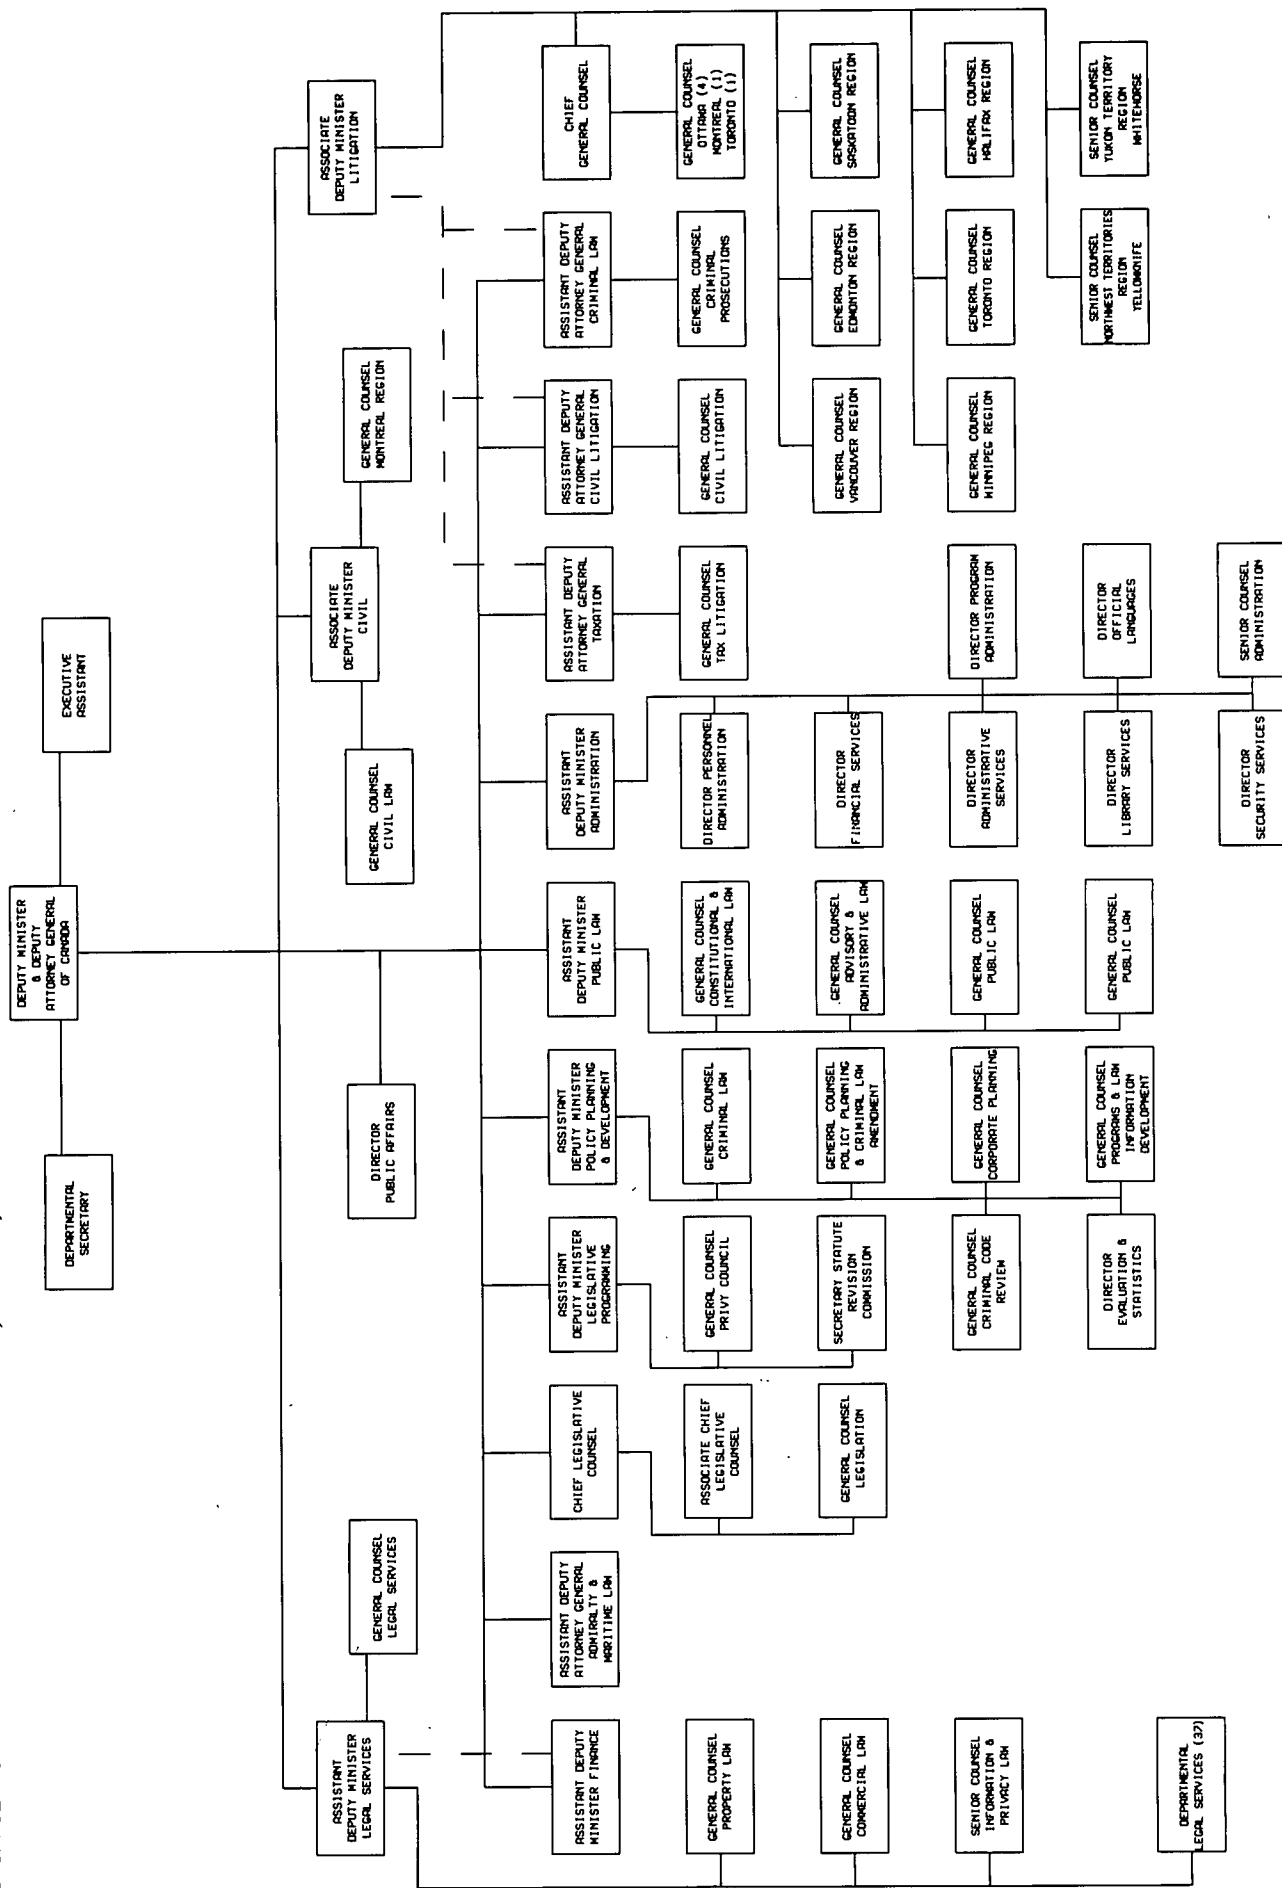 DEPUTY MINISTER
& DEPUTY
ATTORNEY GENERAL
OF CANADA
DEPARTMENTAL
SECRETARY
EXECUTIVE
ASSISTANT
ASSISTANT
DEPUTY MINISTER
LEGAL SERVICES
ASSOCIATE
DEPUTY MINISTER
CIVIL
ASSOCIATE
DEPUTY MINISTER
LITIGATION
GENERAL COUNSEL
LEGAL SERVICES
DIRECTOR
PUBLIC AFFAIRS
GENERAL COUNSEL
CIVIL LAW
GENERAL COUNSEL
MONTREAL REGION
ASSISTANT DEPUTY
MINISTER FINANCE
ASSISTANT DEPUTY
ATTORNEY GENERAL
ADMIRALTY &
MARITIME LAW
CHIEF LEGISLATIVE
COUNSEL
ASSISTANT
DEPUTY MINISTER
LEGISLATIVE
PROGRAMMING
ASSISTANT
DEPUTY MINISTER
POLICY PLANNING
& DEVELOPMENT
ASSISTANT
DEPUTY MINISTER
PUBLIC LAW
ASSISTANT
DEPUTY MINISTER
ADMINISTRATION
ASSISTANT DEPUTY
ATTORNEY GENERAL
TAXATION
ASSISTANT DEPUTY
ATTORNEY GENERAL
CIVIL LITIGATION
ASSISTANT DEPUTY
ATTORNEY GENERAL
CRIMINAL LAW
CHIEF
GENERAL COUNSEL
GENERAL COUNSEL
PROPERTY LAW
ASSOCIATE CHIEF
LEGISLATIVE
COUNSEL
GENERAL COUNSEL
PRIVY COUNCIL
GENERAL COUNSEL
CRIMINAL LAW
GENERAL COUNSEL
CONSTITUTIONAL &
INTERNATIONAL LAW
DIRECTOR PERSONNEL
ADMINISTRATION
GENERAL COUNSEL
TAX LITIGATION
GENERAL COUNSEL
CIVIL LITIGATION
GENERAL COUNSEL
CRIMINAL
PROSECUTIONS
GENERAL COUNSEL
OTTAWA (4)
MONTREAL (1)
TORONTO (1)
GENERAL COUNSEL
COMMERCIAL LAW
GENERAL COUNSEL
LEGISLATION
SECRETARY STATUTE
REVISION
COMMISSION
GENERAL COUNSEL
POLICY PLANNING
& CRIMINAL LAW
AMENDMENT
GENERAL COUNSEL
ADVISORY &
ADMINISTRATIVE LAW
DIRECTOR
FINANCIAL SERVICES
GENERAL COUNSEL
VANCOUVER REGION
GENERAL COUNSEL
EDMONTON REGION
GENERAL COUNSEL
SASKATOON REGION
SENIOR COUNSEL
INFORMATION &
PRIVACY LAW
GENERAL COUNSEL
CRIMINAL CODE
REVIEW
GENERAL COUNSEL
CORPORATE PLANNING
GENERAL COUNSEL
PUBLIC LAW
DIRECTOR
ADMINISTRATIVE
SERVICES
DIRECTOR PROGRAM
ADMINISTRATION
GENERAL COUNSEL
WINNIPEG REGION
GENERAL COUNSEL
TORONTO REGION
GENERAL COUNSEL
HALIFAX REGION
DEPARTMENTAL
LEGAL SERVICES (37)
DIRECTOR
EVALUATION &
STATISTICS
GENERAL COUNSEL
PROGRAMS & LAW
INFORMATION
DEVELOPMENT
GENERAL COUNSEL
PUBLIC LAW
DIRECTOR
LIBRARY SERVICES
DIRECTOR
OFFICIAL
LANGUAGES
SENIOR COUNSEL
NORTHWEST TERRITORIES
REGION
YELLOWKNIFE
SENIOR COUNSEL
YUKON TERRITORY
REGION
WHITEHORSE
DIRECTOR
SECURITY SERVICES
SENIOR COUNSEL
ADMINISTRATION